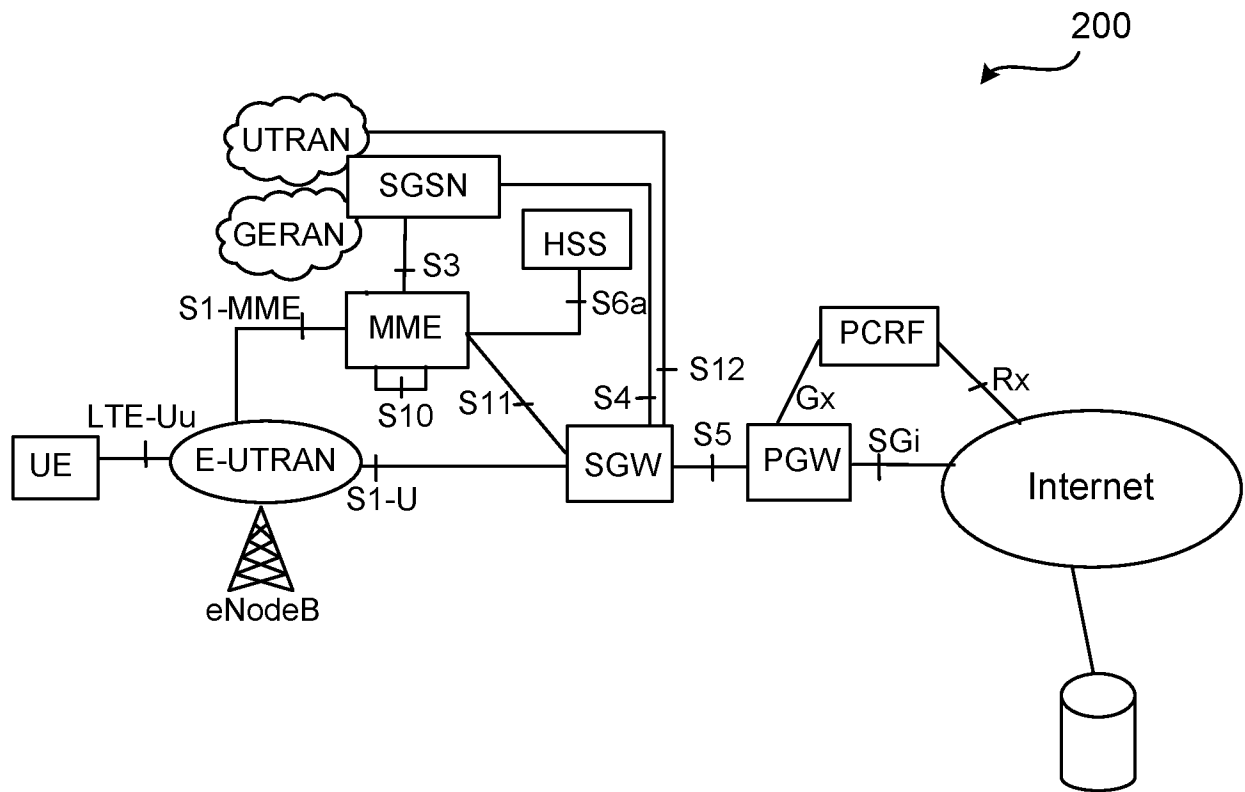 200
UTRAN
SGSN
GERAN
HSS
S3
S1-MME
S6a
MME
PCRF
S12
Rx
S10
S11
S4
Gx
LTE-Uu
S5
SGi
UE
E-UTRAN
SGW
PGW
Internet
S1-U
eNodeB